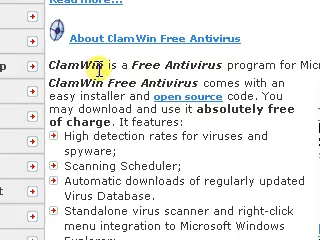 Read more...
About ClamWin Free Antivirus
ClamWin is a Free Antivirus program for Micr
ClamWin Free Antivirus comes with an
easy installer and open source code. You
may download and use it absolutely free
of charge. It features:
High detection rates for viruses and
spyware;
Scanning Scheduler;
Automatic downloads of regularly updated
Virus Database.
Standalone virus scanner and right-click
menu integration to Microsoft Windows
Explorer;